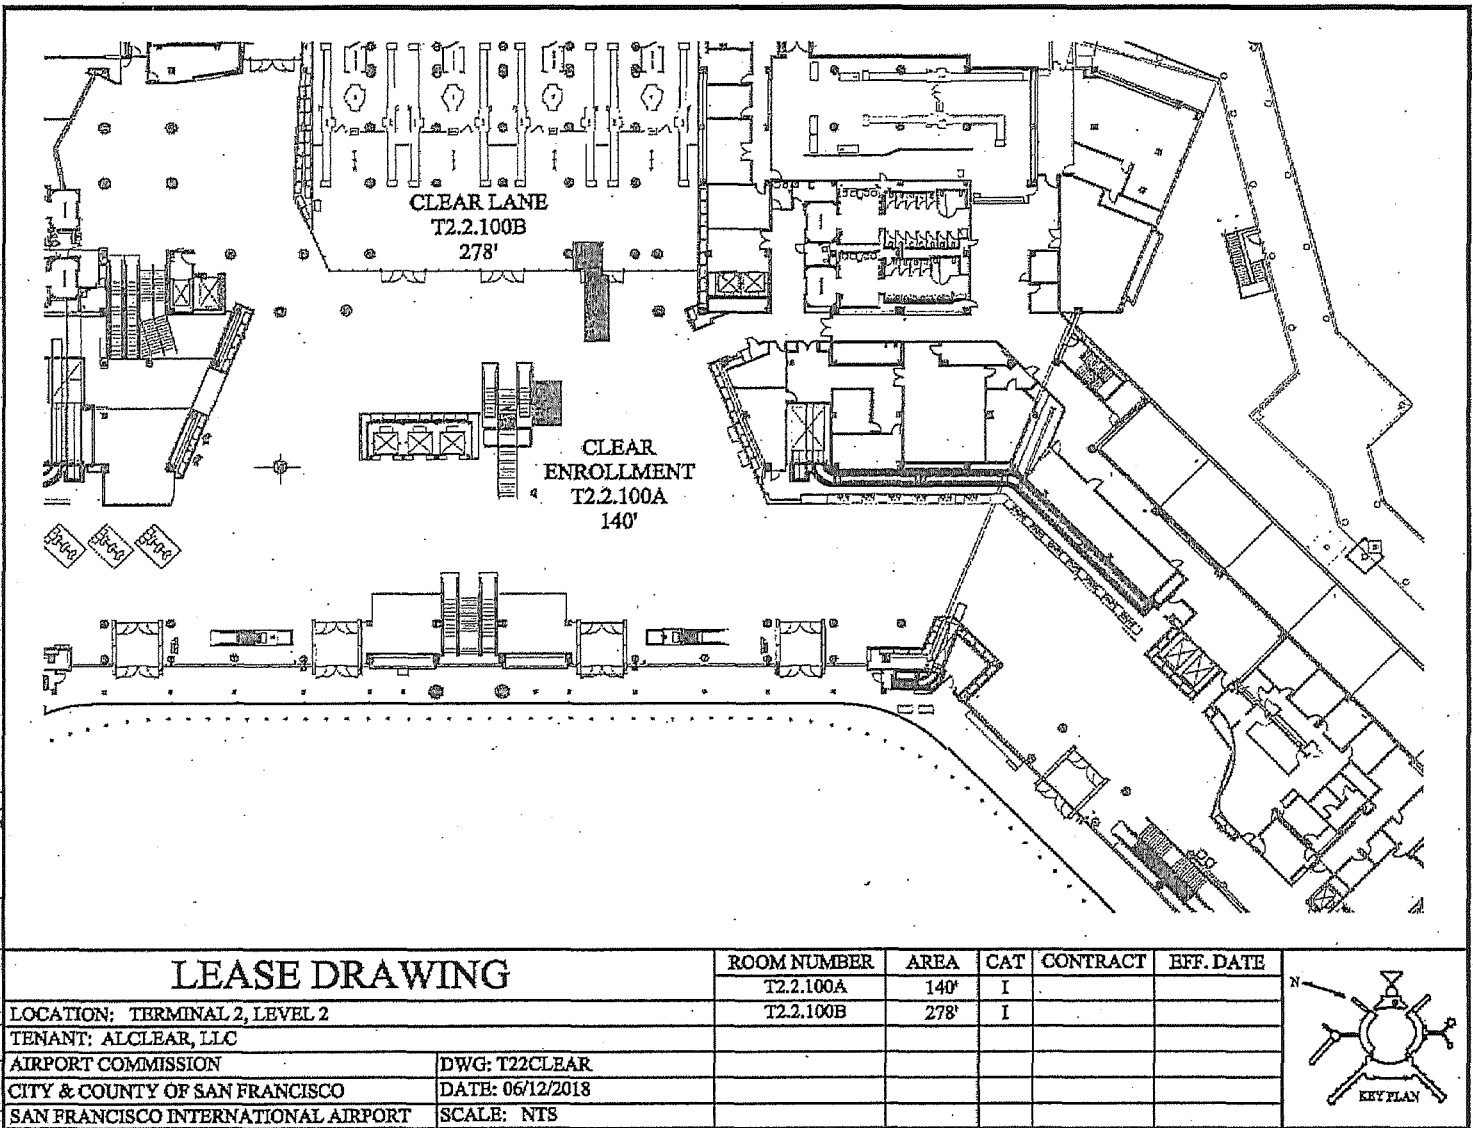 CLEAR LANE
T2.2.100B
278'
CLEAR
ENROLLMENT
T2.2.100A
140'
LEASE DRAWING
LOCATION: TERMINAL 2, LEVEL 2
TENANT: ALCLEAR, LLC
AIRPORT COMMISSION
DWG: T22CLEAR
CITY & COUNTY OF SAN FRANCISCO
DATE: 06/12/2018
SAN FRANCISCO INTERNATIONAL AIRPORT
SCALE: NTS
ROOM NUMBER AREA CAT CONTRACT EFF. DATE
T2.2.100A 140' I
T2.2.100B 278' I
N
KEY PLAN